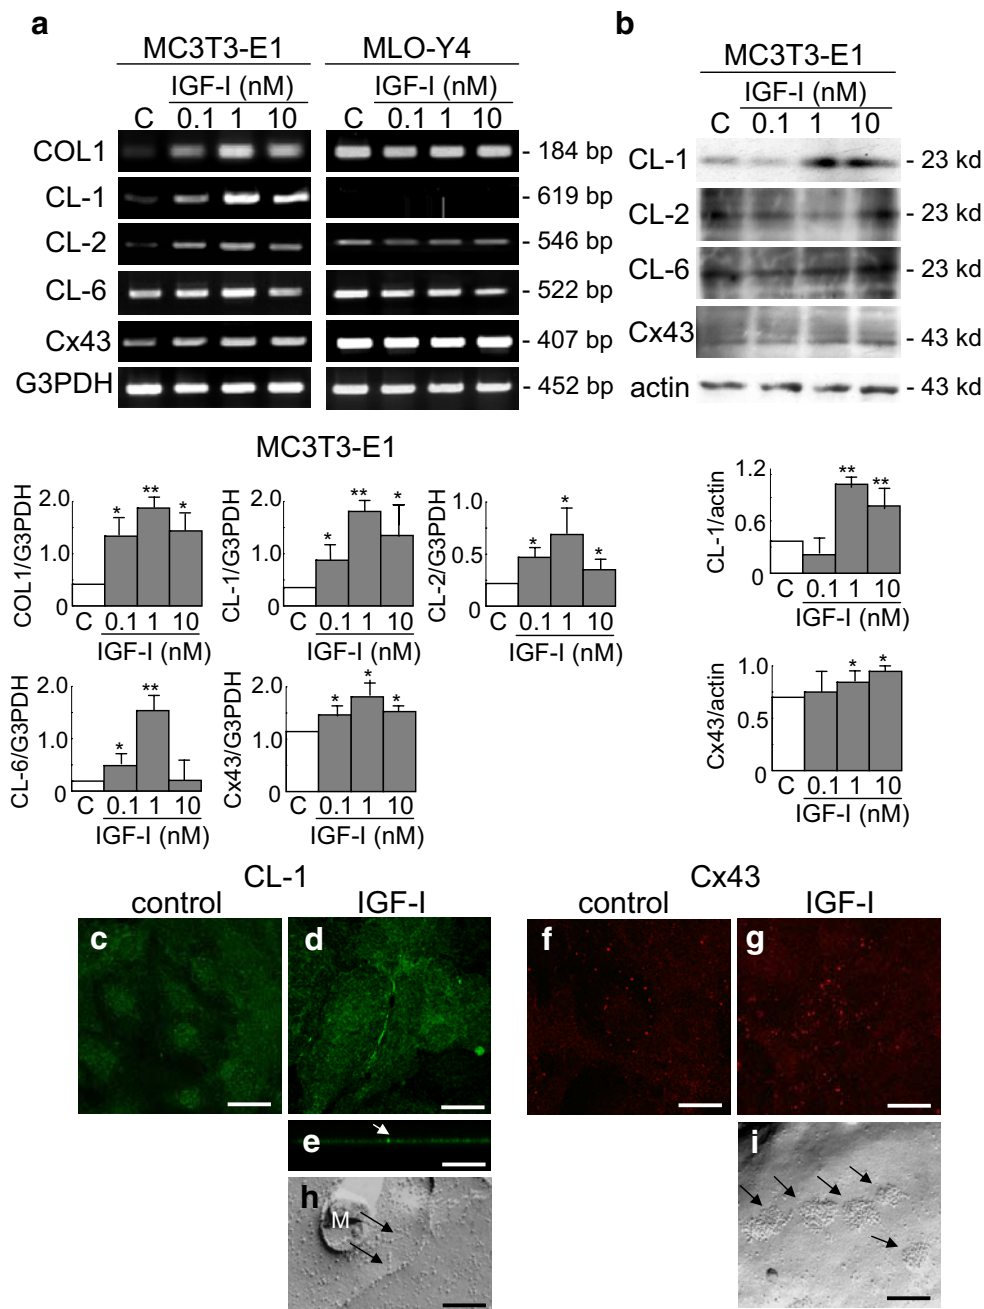 a
b
MC3T3-E1
MLO-Y4
MC3T3-E1
IGF-I (nM)
IGF-I (nM)
IGF-I (nM)
C 0.1 1 10
C 0.1 1 10
C 0.1 1 10
COL1
- 184 bp
CL-1
- 619 bp
CL-2
- 546 bp
CL-6
- 522 bp
Cx43
- 407 bp
G3PDH
- 452 bp
CL-1
- 23 kd
CL-2
- 23 kd
CL-6
- 23 kd
Cx43
- 43 kd
actin
- 43 kd
MC3T3-E1
COL1/G3PDH
2.0
1.0
0
* ** *
C 0.1 1 10
IGF-I (nM)
CL-1/G3PDH
2.0
1.0
0
* ** *
C 0.1 1 10
IGF-I (nM)
CL-2/G3PDH
1.0
0.5
0
* * *
C 0.1 1 10
IGF-I (nM)
CL-1/actin
1.2
0.6
0
** **
C 0.1 1 10
IGF-I (nM)
CL-6/G3PDH
2.0
1.0
0
* **
C 0.1 1 10
IGF-I (nM)
Cx43/G3PDH
2.0
1.0
0
* * *
C 0.1 1 10
IGF-I (nM)
Cx43/actin
1.0
0.5
0
* *
C 0.1 1 10
IGF-I (nM)
CL-1
Cx43
control
IGF-I
control
IGF-I
c
d
f
g
e
h
M
i